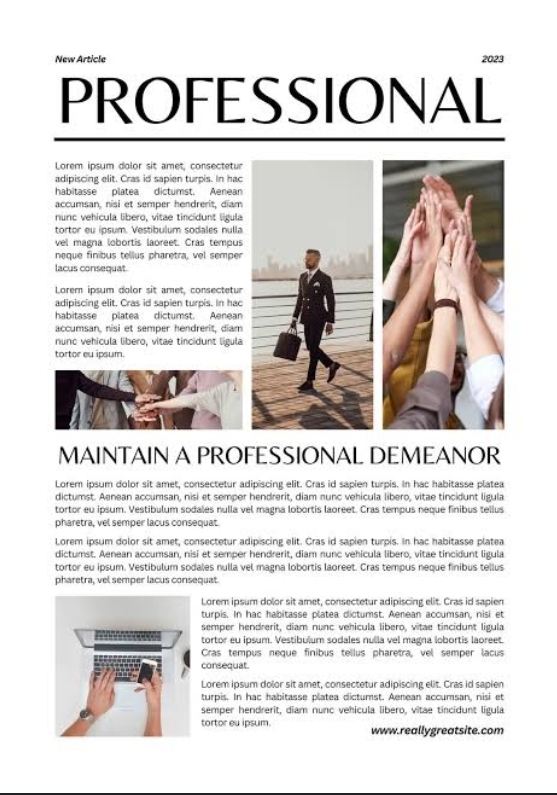 New Article
2023
PROFESSIONAL
Lorem ipsum dolor sit amet, consectetur
adipiscing elit. Cras id sapien turpis. In hac
habitasse platea dictumst. Aenean
accumsan, nisi et semper hendrerit, diam
nunc vehicula libero, vitae tincidunt ligula
tortor eu ipsum. Vestibulum sodales nulla
vel magna lobortis laoreet. Cras tempus
neque finibus tellus pharetra, vel semper
lacus consequat.
Lorem ipsum dolor sit amet, consectetur
adipiscing elit. Cras id sapien turpis. In hac
habitasse platea dictumst. Aenean
accumsan, nisi et semper hendrerit, diam
nunc vehicula libero, vitae tincidunt ligula
tortor eu ipsum.
MAINTAIN A PROFESSIONAL DEMEANOR
Lorem ipsum dolor sit amet, consectetur adipiscing elit. Cras id sapien turpis. In hac habitasse platea
dictumst. Aenean accumsan, nisi et semper hendrerit, diam nunc vehicula libero, vitae tincidunt ligula
tortor eu ipsum. Vestibulum sodales nulla vel magna lobortis laoreet. Cras tempus neque finibus tellus
pharetra, vel semper lacus consequat.
Lorem ipsum dolor sit amet, consectetur adipiscing elit. Cras id sapien turpis. In hac habitasse platea
dictumst. Aenean accumsan, nisi et semper hendrerit, diam nunc vehicula libero, vitae tincidunt ligula
tortor eu ipsum. Vestibulum sodales nulla vel magna lobortis laoreet. Cras tempus neque finibus tellus
pharetra, vel semper lacus consequat.
Lorem ipsum dolor sit amet, consectetur adipiscing elit. Cras id sapien
turpis. In hac habitasse platea dictumst. Aenean accumsan, nisi et
semper hendrerit, diam nunc vehicula libero, vitae tincidunt ligula
tortor eu ipsum. Vestibulum sodales nulla vel magna lobortis laoreet.
Cras tempus neque finibus tellus pharetra, vel semper lacus
consequat.
Lorem ipsum dolor sit amet, consectetur adipiscing elit. Cras id sapien
turpis. In hac habitasse platea dictumst. Aenean accumsan, nisi et
semper hendrerit, diam nunc vehicula libero, vitae tincidunt ligula
tortor eu ipsum.
www.reallygreatsite.com